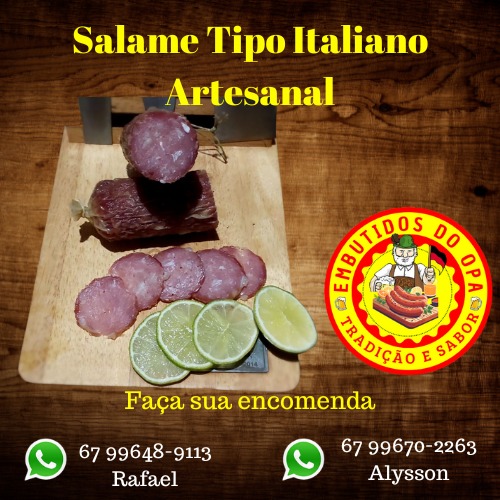 Salame Tipo Italiano
Artesanal
EMBUTIDOS DO OPA
TRADIÇÃO E SABOR
Faça sua encomenda
67 99648-9113
Rafael
67 99670-2263
Alysson